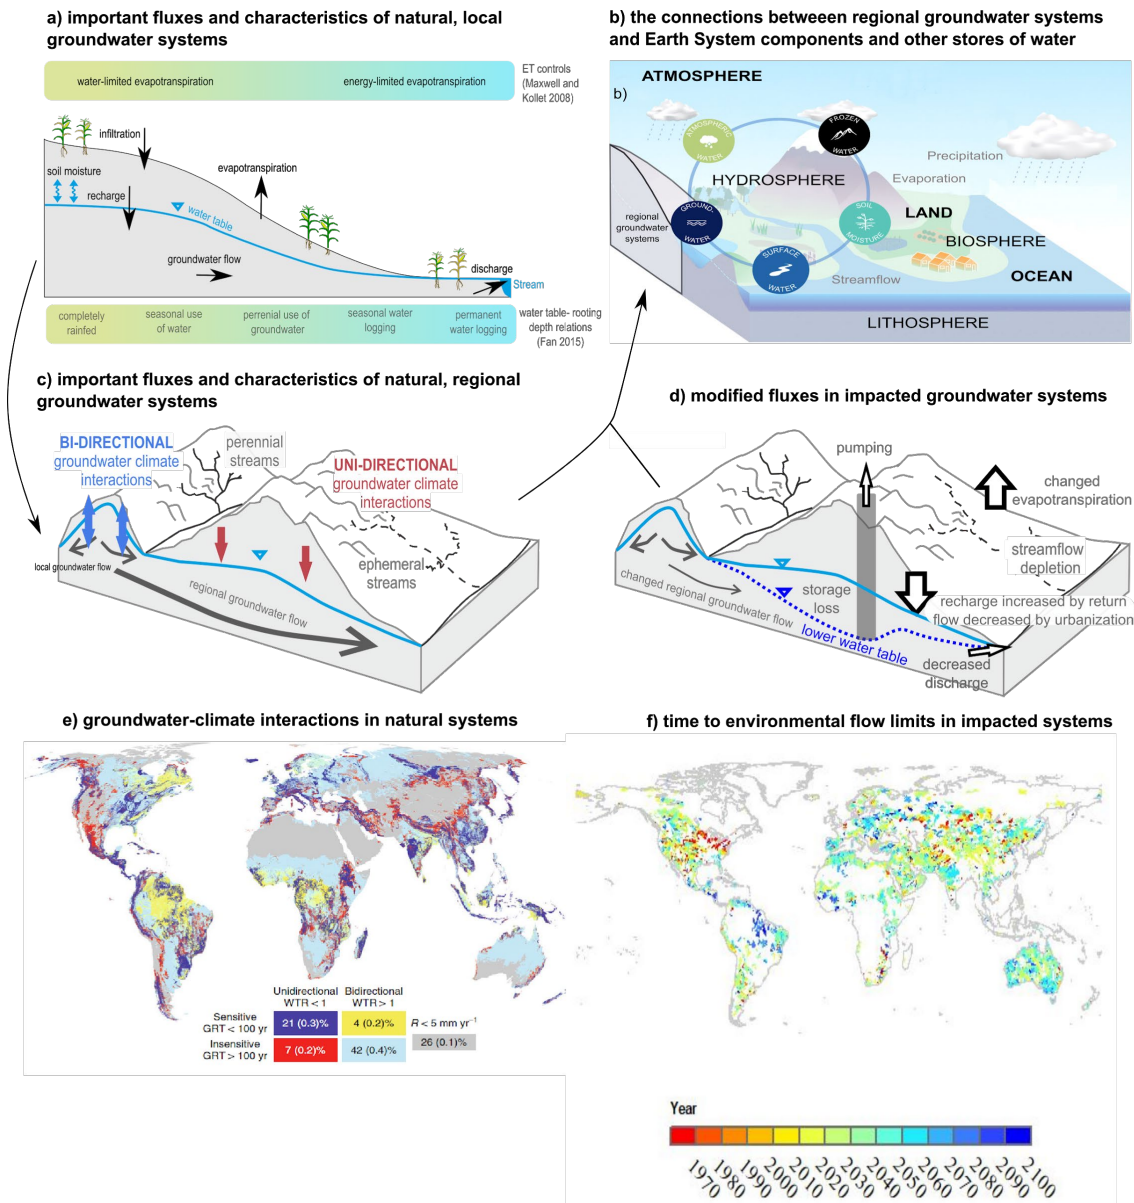 a) important fluxes and characteristics of natural, local
groundwater systems
water-limited evapotranspiration
energy-limited evapotranspiration
ET controls
(Maxwell and
Kollet 2008)
infiltration
soil moisture
recharge
evapotranspiration
water table
groundwater flow
discharge
Stream
completely
rainfed
seasonal use
of water
perrenial use of
groundwater
seasonal water
logging
permanent
water logging
water table- rooting
depth relations
(Fan 2015)
b) the connections betweeen regional groundwater systems
and Earth System components and other stores of water
ATMOSPHERE
b)
ATMOSPHERIC
WATER
FROZEN
WATER
Precipitation
Evaporation
HYDROSPHERE
regional
groundwater
systems
GROUND-
WATER
SOIL
MOISTURE
LAND
BIOSPHERE
SURFACE
WATER
Streamflow
OCEAN
LITHOSPHERE
c) important fluxes and characteristics of natural, regional
groundwater systems
BI-DIRECTIONAL
groundwater climate
interactions
perennial
streams
UNI-DIRECTIONAL
groundwater climate
interactions
local groundwater flow
ephemeral
streams
regional groundwater flow
d) modified fluxes in impacted groundwater systems
pumping
changed
evapotranspiration
streamflow
depletion
changed regional groundwater flow
storage
loss
recharge increased by return
flow decreased by urbanization
lower water table
decreased
discharge
e) groundwater-climate interactions in natural systems
Unidirectional
WTR < 1
Bidirectional
WTR > 1
Sensitive
GRT < 100 yr
21 (0.3)%
4 (0.2)%
R < 5 mm yr⁻¹
Insensitive
GRT > 100 yr
7 (0.2)%
42 (0.4)%
26 (0.1)%
f) time to environmental flow limits in impacted systems
Year
1970
1980
1990
2000
2010
2020
2030
2040
2050
2060
2070
2080
2090
2100